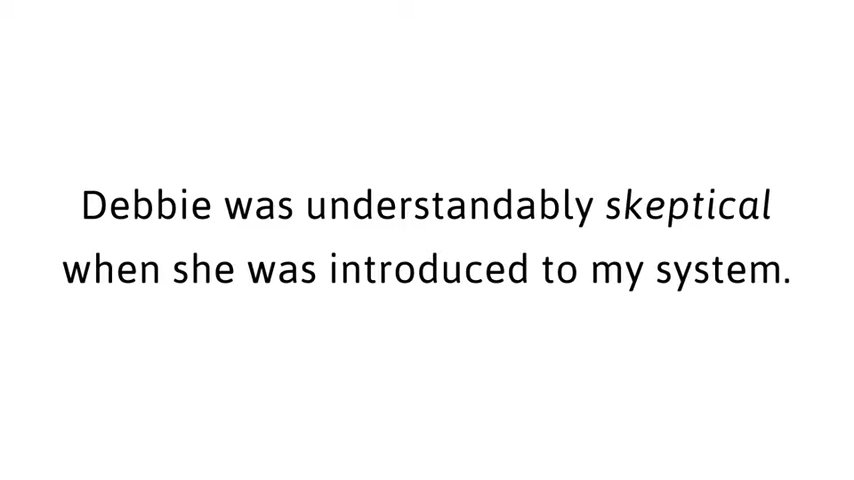 Debbie was understandably skeptical
when she was introduced to my system.